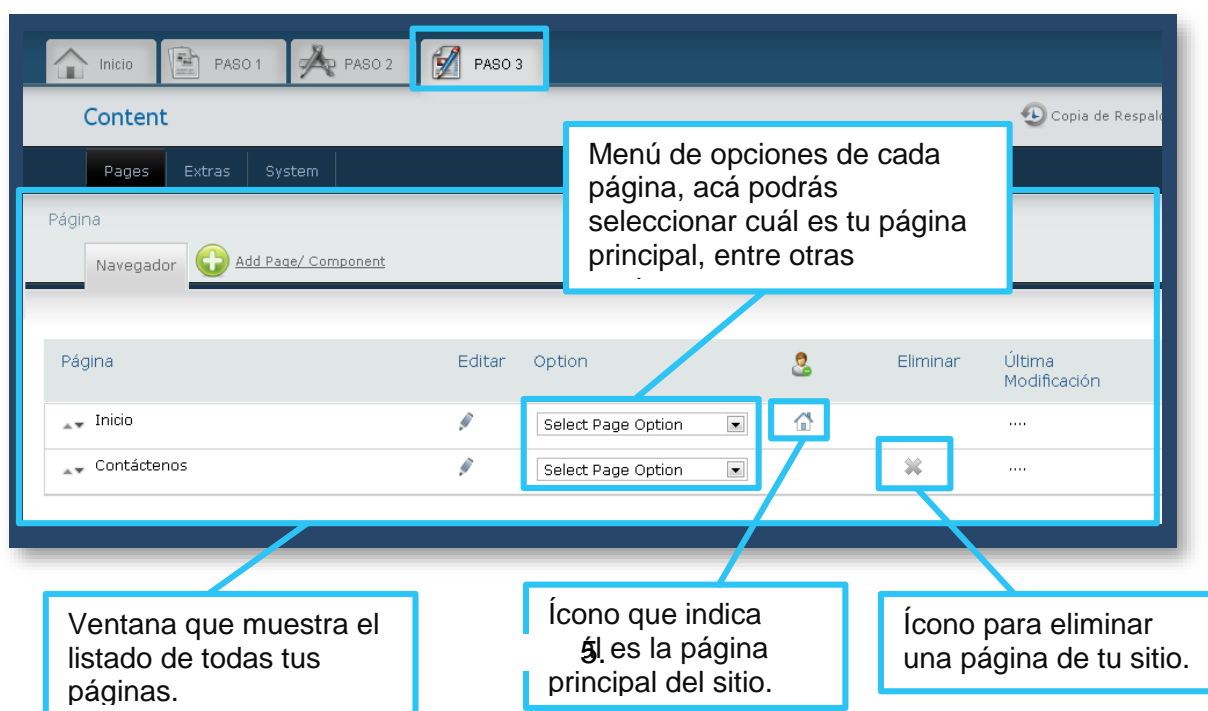 Inicio
PASO 1
PASO 2
PASO 3
Content
Copia de
Pages
Extras
System
Menú de opciones de cada
página, acá podrás
seleccionar cuál es tu página
principal, entre otras
Página
Navegador
Add Page/ Component
Página
Editar
Option
Eliminar
Última
Modificación
Inicio
Select Page Option
....
Contáctenos
Select Page Option
....
Ventana que muestra el
listado de todas tus
páginas.
Ícono que indica
5.
es la página
principal del sitio.
Ícono para eliminar
una página de tu sitio.